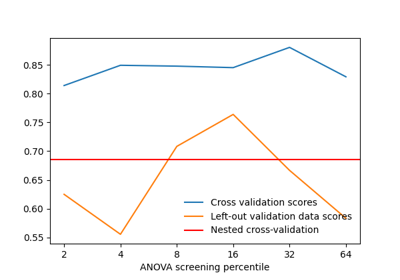 0.85
0.80
0.75
0.70
0.65
0.60
0.55
Cross validation scores
Left-out validation data scores
Nested cross-validation
2 4 8 16 32 64
ANOVA screening percentile